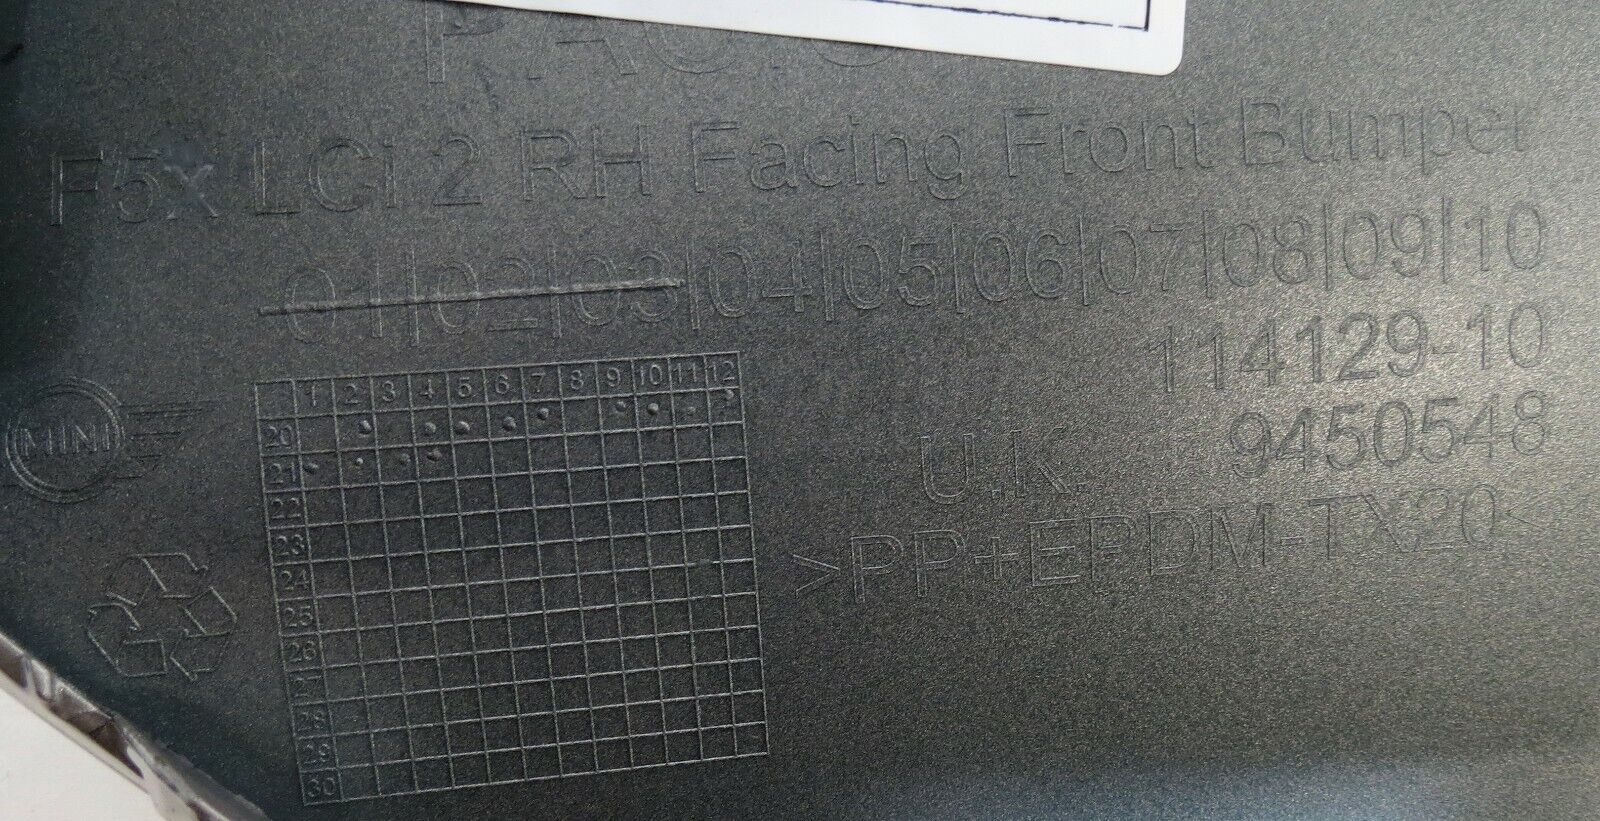 F5x LCi 2 RH Facing Front Bumper
01|02|03|04|05|06|07|08|09|10
114129-10
9450548
U.K.
>PP+EPDM-TX20<
MINI
1 2 3 4 5 6 7 8 9 10 11 12
20
21
22
23
24
25
26
27
28
29
30